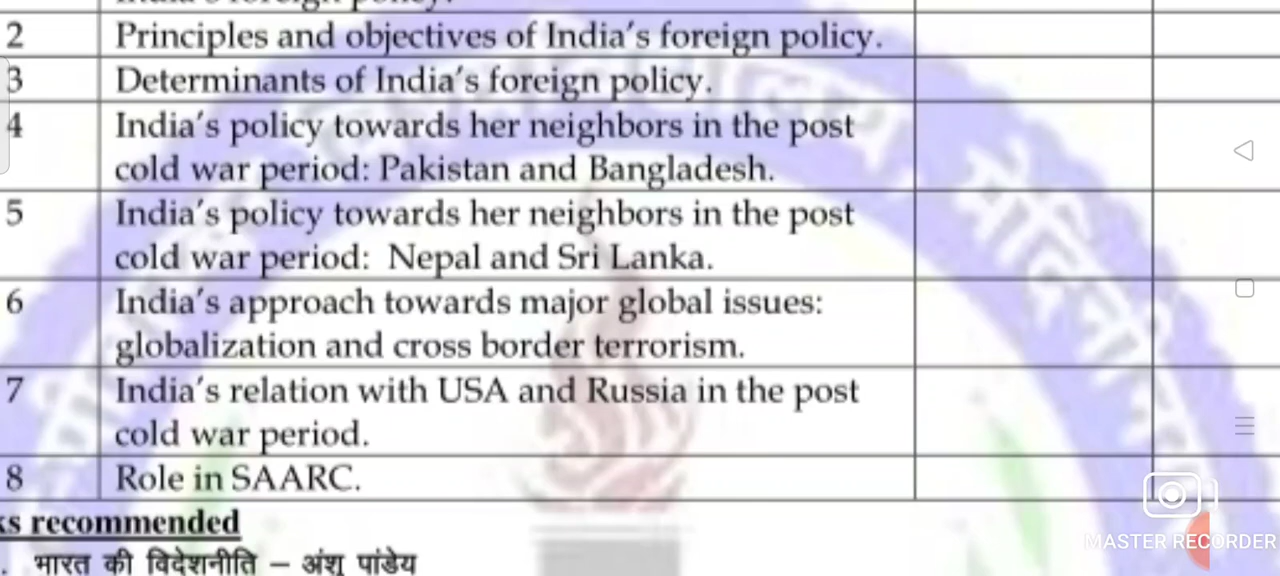 India's foreign policy.
2 Principles and objectives of India's foreign policy.
3 Determinants of India's foreign policy.
4 India's policy towards her neighbors in the post
cold war period: Pakistan and Bangladesh.
5 India's policy towards her neighbors in the post
cold war period: Nepal and Sri Lanka.
6 India's approach towards major global issues:
globalization and cross border terrorism.
7 India's relation with USA and Russia in the post
cold war period.
8 Role in SAARC.
ks recommended
. भारत की विदेशनीति – अंशु पांडेय
MASTER RECORDER